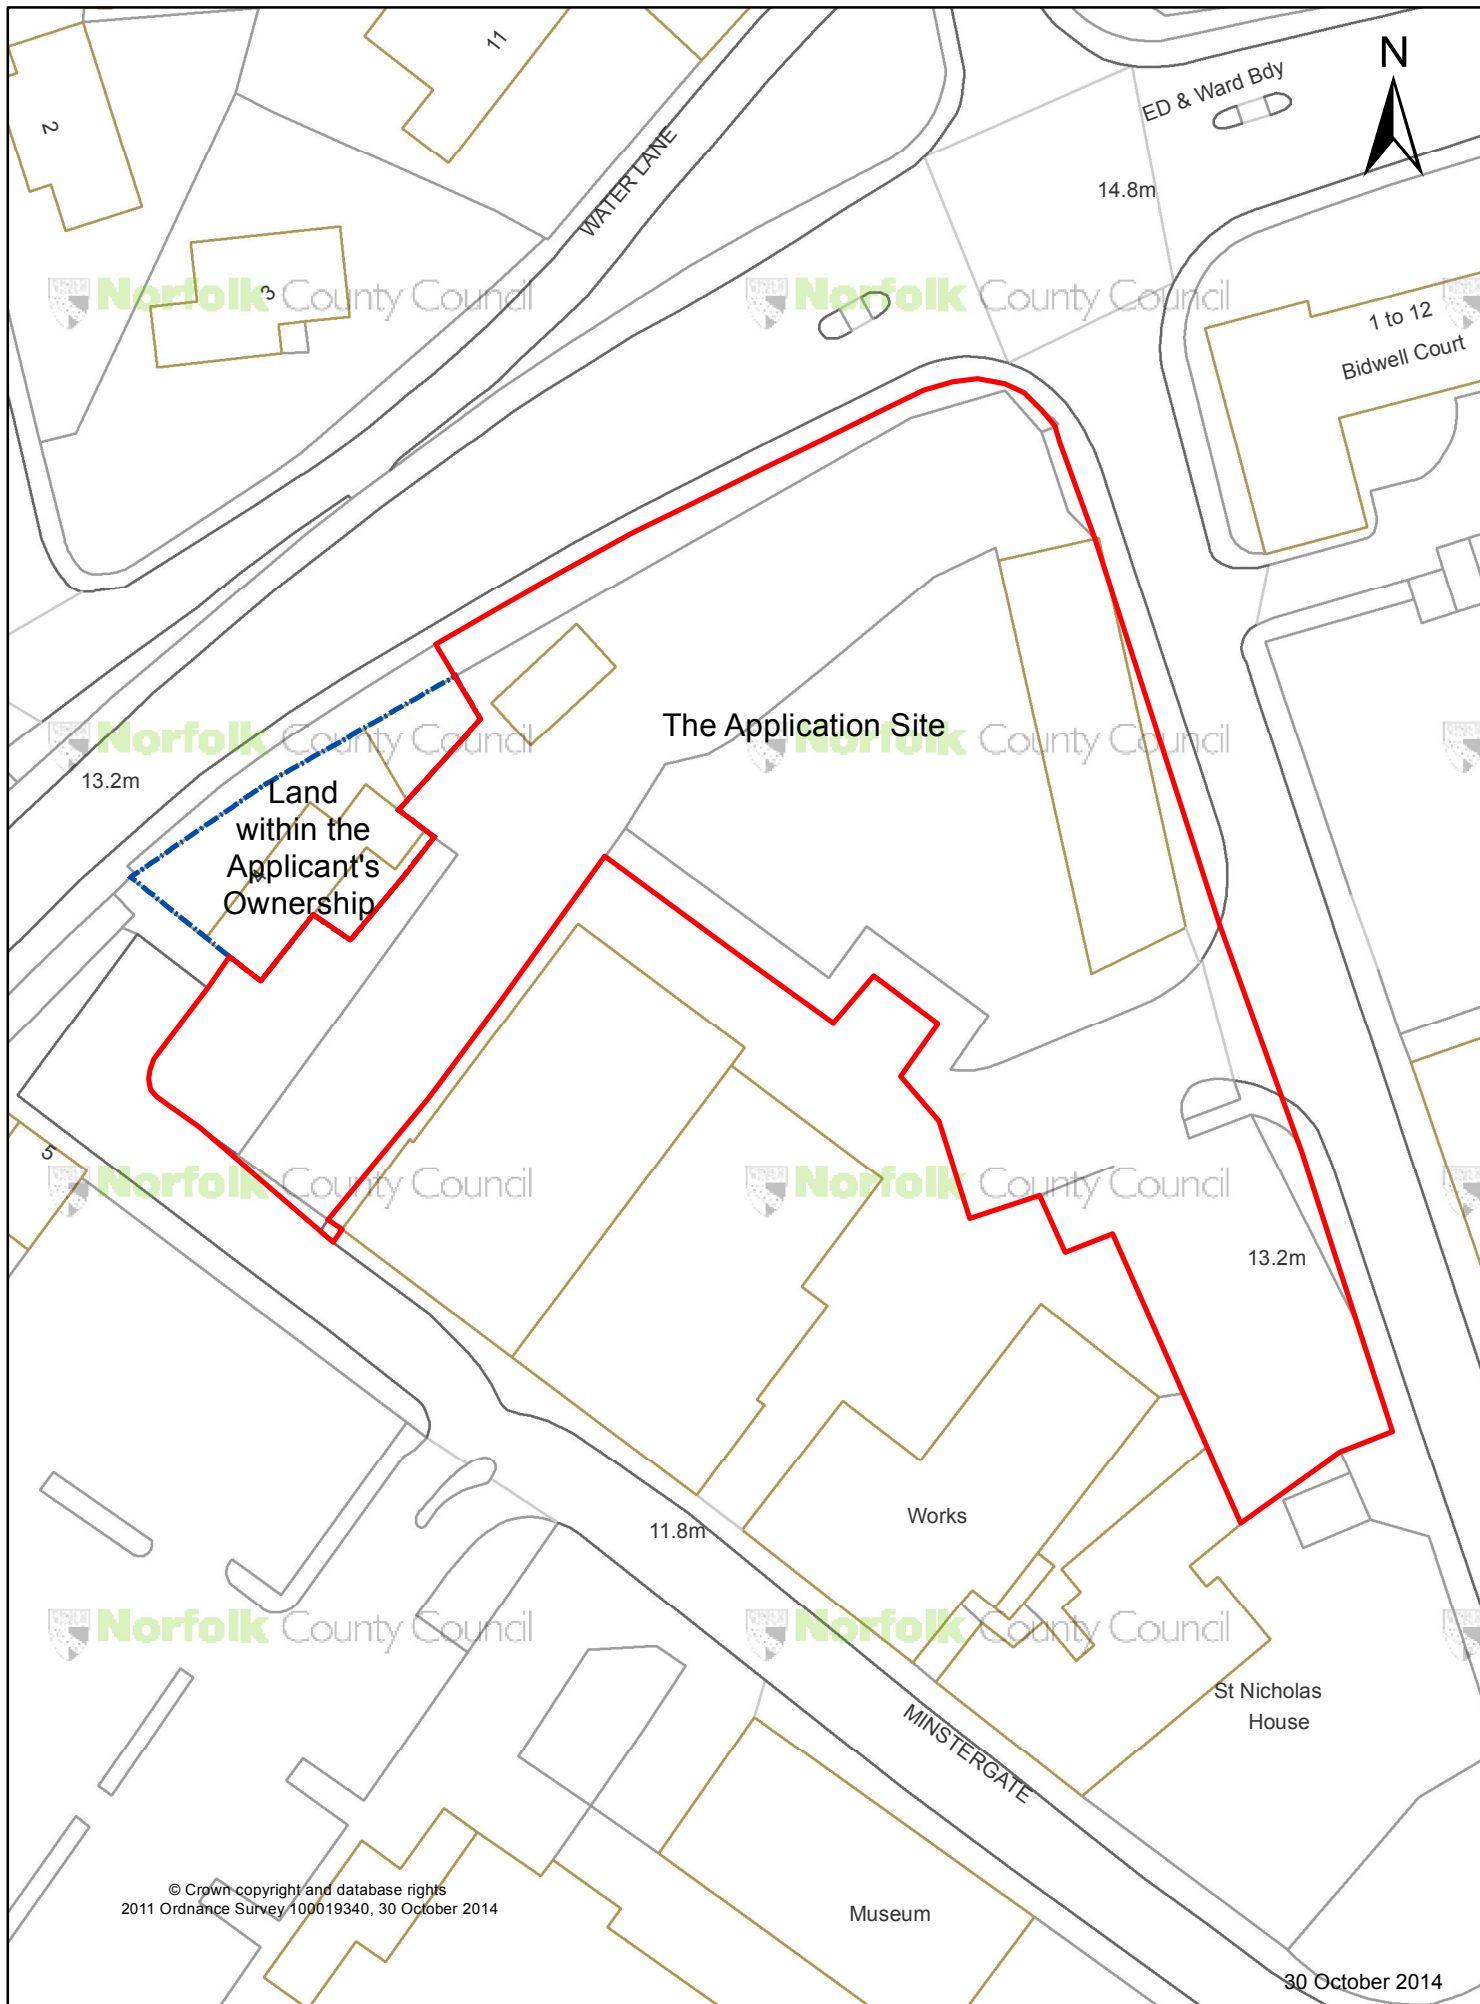 11
N
ED & Ward Bdy
2
WATER LANE
14.8m
3
Norfolk County Council
Norfolk County Council
1 to 12
Bidwell Court
The Application Site
Norfolk County Council
Norfolk County Council
13.2m
Land
within the
Applicant's
Ownership
5
Norfolk County Council
Norfolk County Council
13.2m
Works
11.8m
Norfolk County Council
Norfolk County Council
St Nicholas
House
MINSTERGATE
© Crown copyright and database rights
2011 Ordnance Survey 100019340, 30 October 2014
Museum
30 October 2014